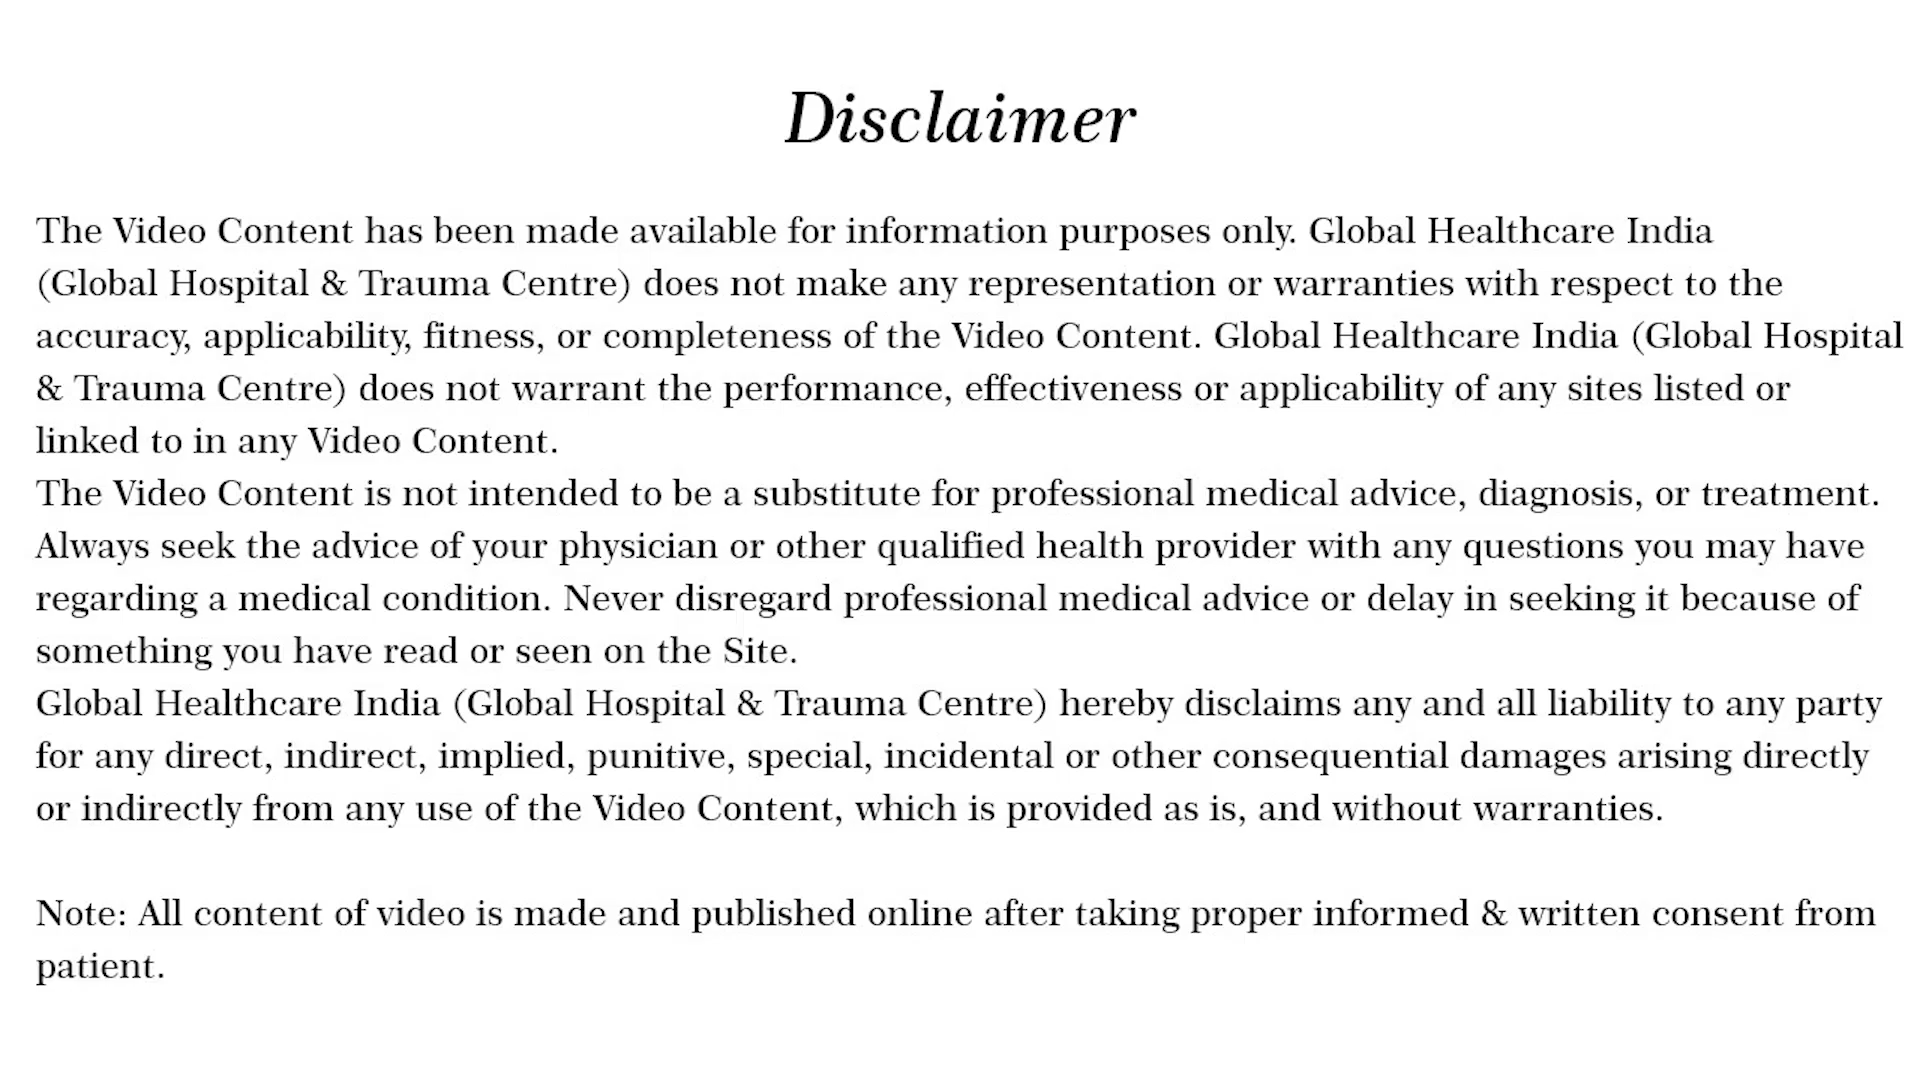 Disclaimer
The Video Content has been made available for information purposes only. Global Healthcare India
(Global Hospital & Trauma Centre) does not make any representation or warranties with respect to the
accuracy, applicability, fitness, or completeness of the Video Content. Global Healthcare India (Global Hospital
& Trauma Centre) does not warrant the performance, effectiveness or applicability of any sites listed or
linked to in any Video Content.
The Video Content is not intended to be a substitute for professional medical advice, diagnosis, or treatment.
Always seek the advice of your physician or other qualified health provider with any questions you may have
regarding a medical condition. Never disregard professional medical advice or delay in seeking it because of
something you have read or seen on the Site.
Global Healthcare India (Global Hospital & Trauma Centre) hereby disclaims any and all liability to any party
for any direct, indirect, implied, punitive, special, incidental or other consequential damages arising directly
or indirectly from any use of the Video Content, which is provided as is, and without warranties.
Note: All content of video is made and published online after taking proper informed & written consent from
patient.